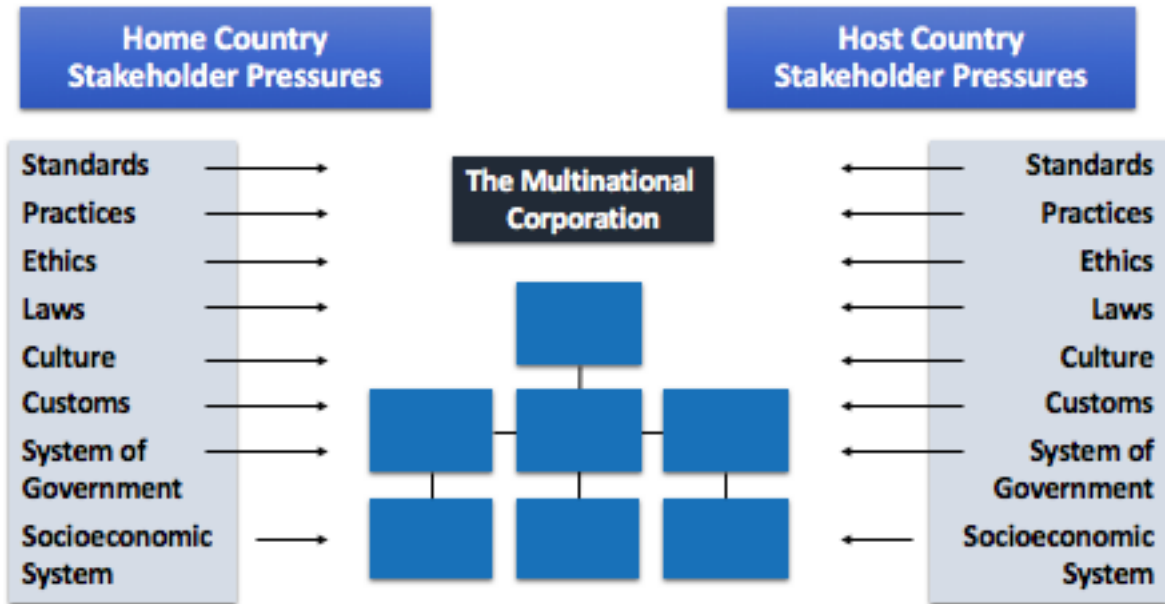 Home Country
Stakeholder Pressures
Host Country
Stakeholder Pressures
Standards
Practices
Ethics
Laws
Culture
Customs
System of
Government
Socioeconomic
System
The Multinational
Corporation
Standards
Practices
Ethics
Laws
Culture
Customs
System of
Government
Socioeconomic
System